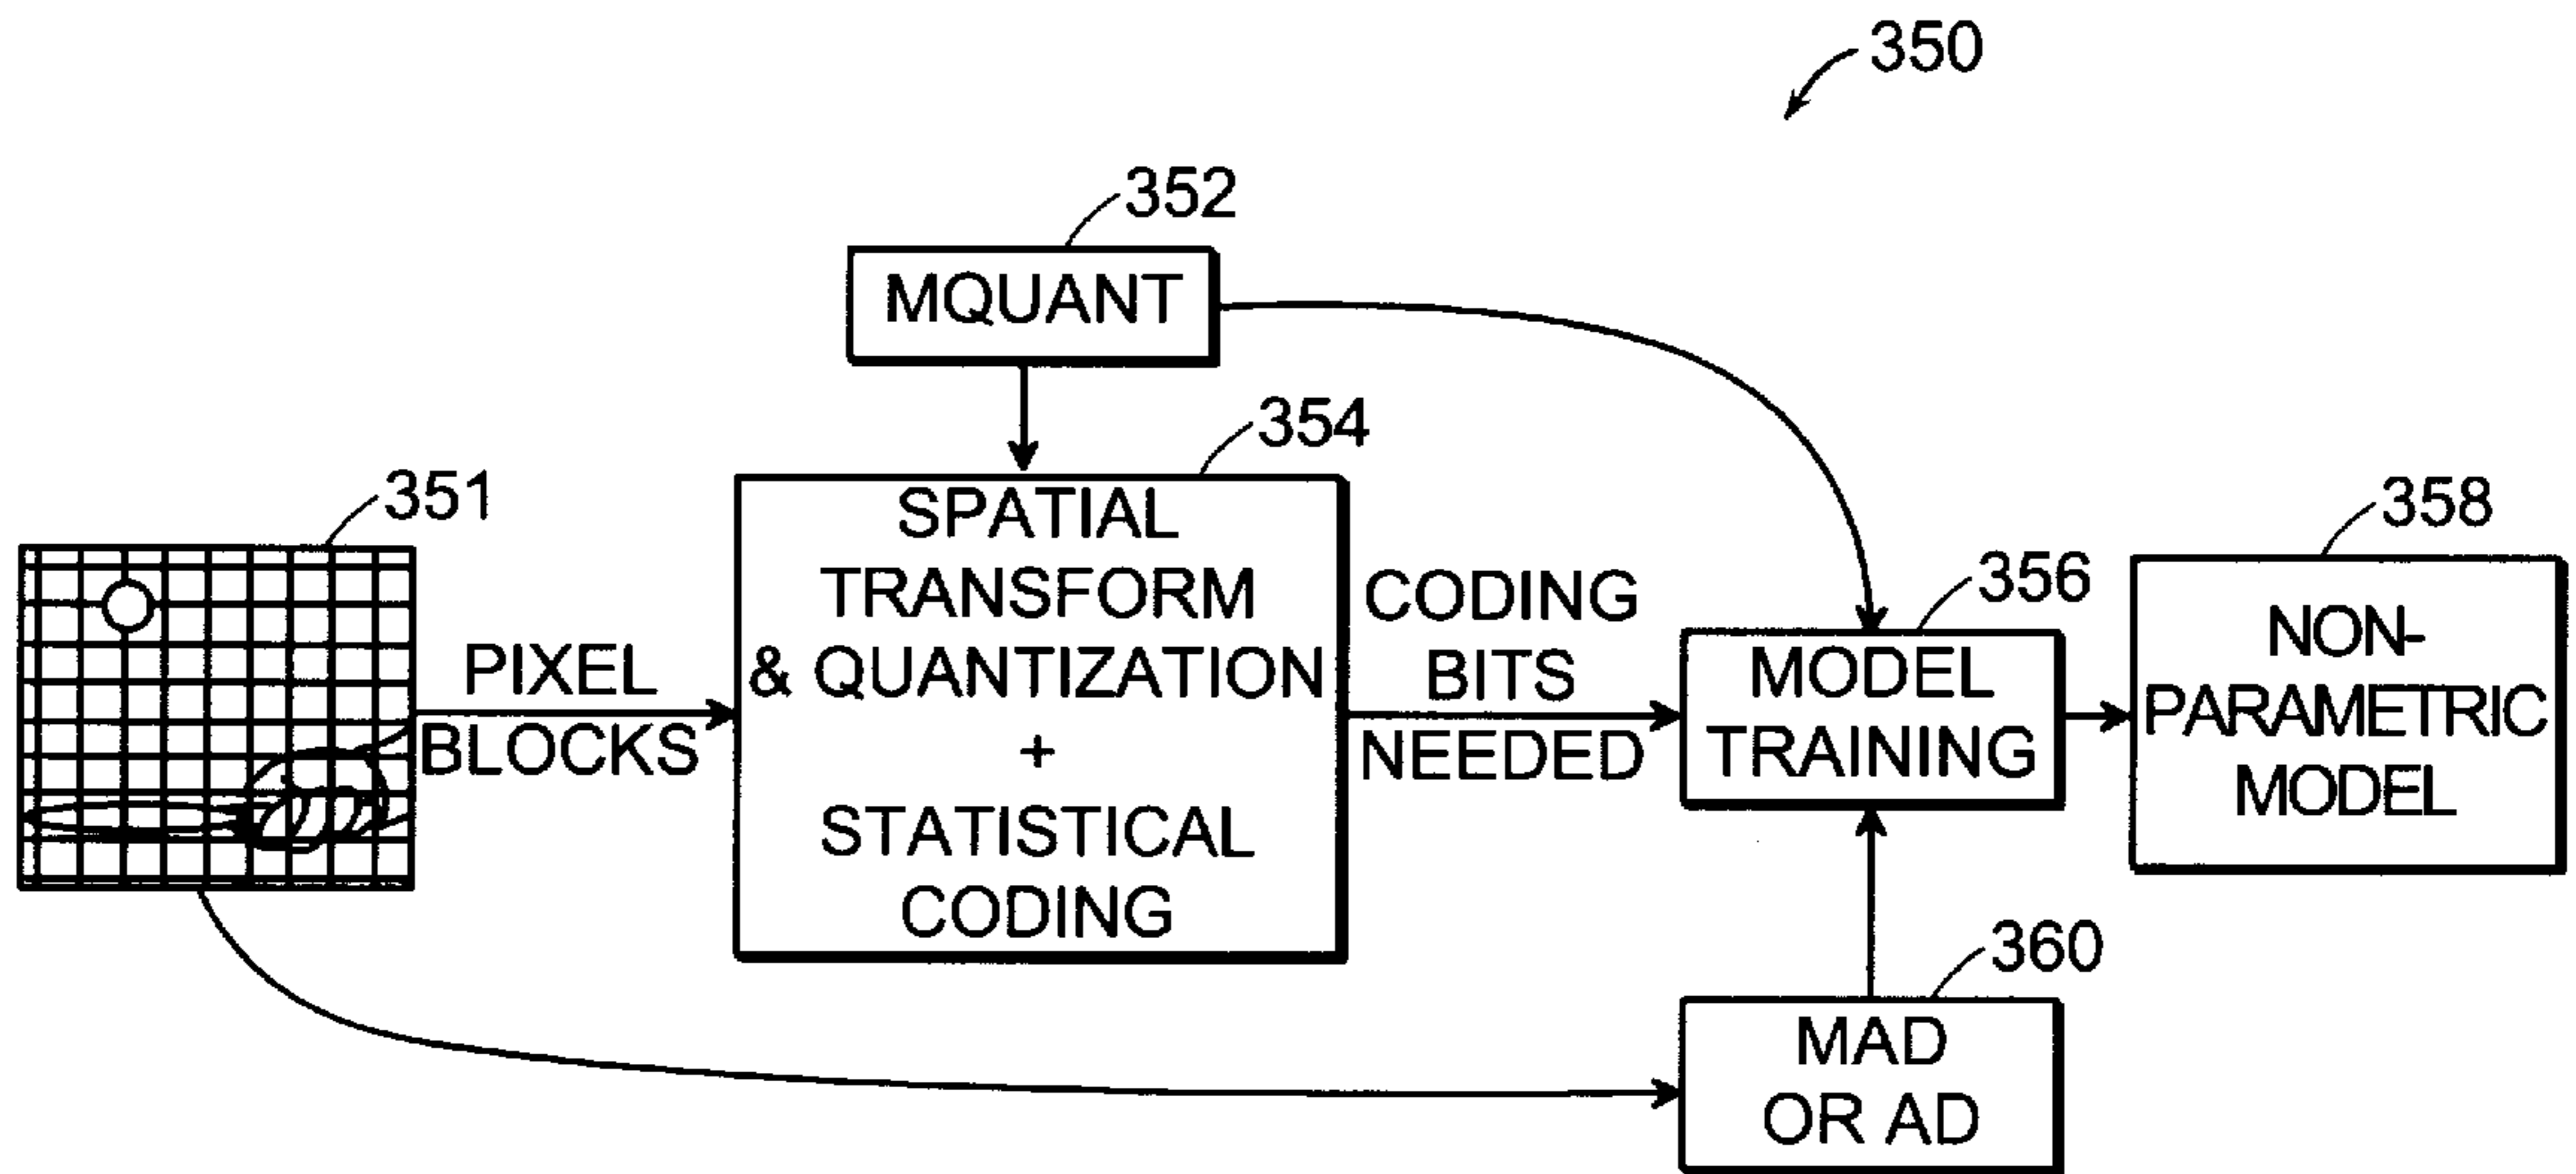 350
352
MQUANT
354
351
SPATIAL
TRANSFORM
& QUANTIZATION
+
STATISTICAL
CODING
PIXEL
BLOCKS
CODING
BITS
NEEDED
356
MODEL
TRAINING
358
NON-
PARAMETRIC
MODEL
360
MAD
OR AD